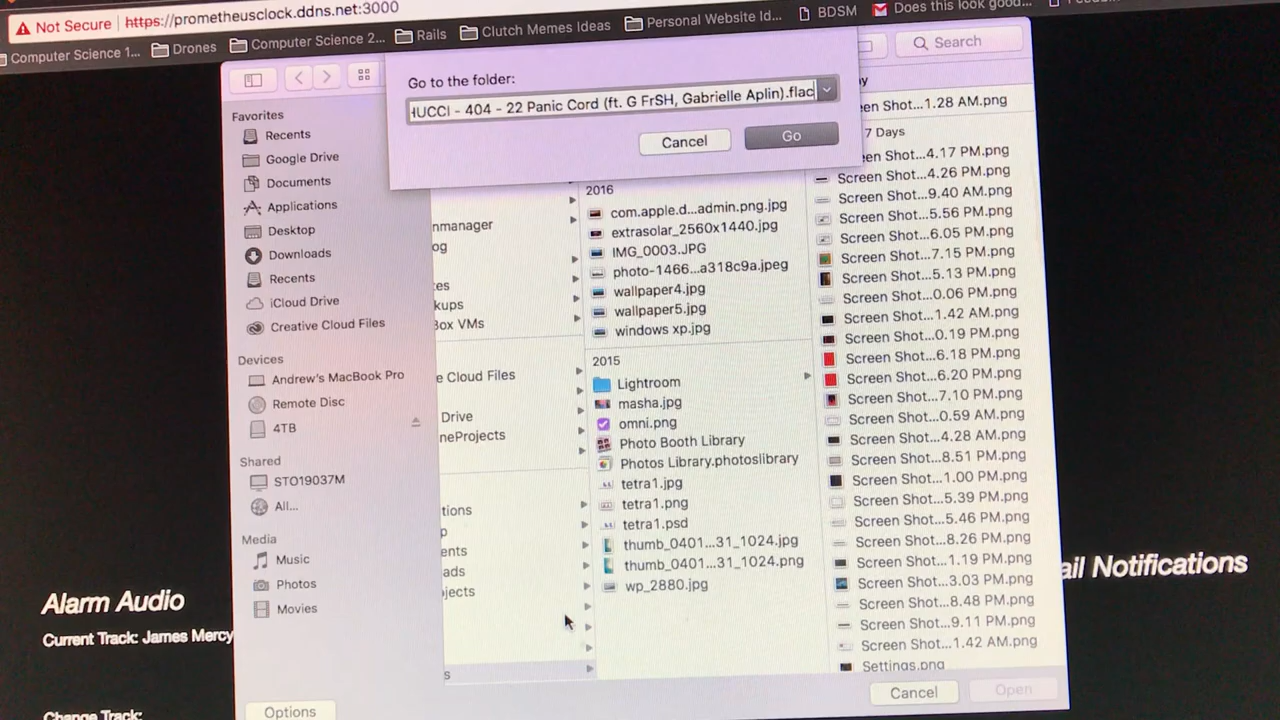 Not Secure | https://prometheusclock.ddns.net:3000
Computer Science 1... Drones Computer Science 2... Rails Clutch Memes Ideas Personal Website Id... BDSM Does this look good...
Search
Go to the folder:
HUCCI - 404 - 22 Panic Cord (ft. G FrSH, Gabrielle Aplin).flac
Cancel Go
Favorites
Recents
Google Drive
Documents
Applications
Desktop
Downloads
Recents
iCloud Drive
Creative Cloud Files
Devices
Andrew's MacBook Pro
Remote Disc
4TB
Shared
STO19037M
All...
Media
Music
Photos
Movies
Options
nmanager
og
es
kups
Box VMs
e Cloud Files
Drive
neProjects
tions
p
ents
ads
jects
s
2016
com.apple.d...admin.png.jpg
extrasolar_2560x1440.jpg
IMG_0003.JPG
photo-1466...a318c9a.jpeg
wallpaper4.jpg
wallpaper5.jpg
windows xp.jpg
2015
Lightroom
masha.jpg
omni.png
Photo Booth Library
Photos Library.photoslibrary
tetra1.jpg
tetra1.png
tetra1.psd
thumb_0401...31_1024.jpg
thumb_0401...31_1024.png
wp_2880.jpg
een Shot...1.28 AM.png
7 Days
een Shot...4.17 PM.png
Screen Shot...4.26 PM.png
Screen Shot...9.40 AM.png
Screen Shot...5.56 PM.png
Screen Shot...6.05 PM.png
Screen Shot...7.15 PM.png
Screen Shot...5.13 PM.png
Screen Shot...0.06 PM.png
Screen Shot...1.42 AM.png
Screen Shot...0.19 PM.png
Screen Shot...6.18 PM.png
Screen Shot...6.20 PM.png
Screen Shot...7.10 PM.png
Screen Shot...0.59 AM.png
Screen Shot...4.28 AM.png
Screen Shot...8.51 PM.png
Screen Shot...1.00 PM.png
Screen Shot...5.39 PM.png
Screen Shot...5.46 PM.png
Screen Shot...8.26 PM.png
Screen Shot...1.19 PM.png
Screen Shot...3.03 PM.png
Screen Shot...8.48 PM.png
Screen Shot...9.11 PM.png
Screen Shot...1.42 AM.png
Settings.png
Cancel Open
Alarm Audio
Current Track: James Mercy
Change Track:
ail Notifications